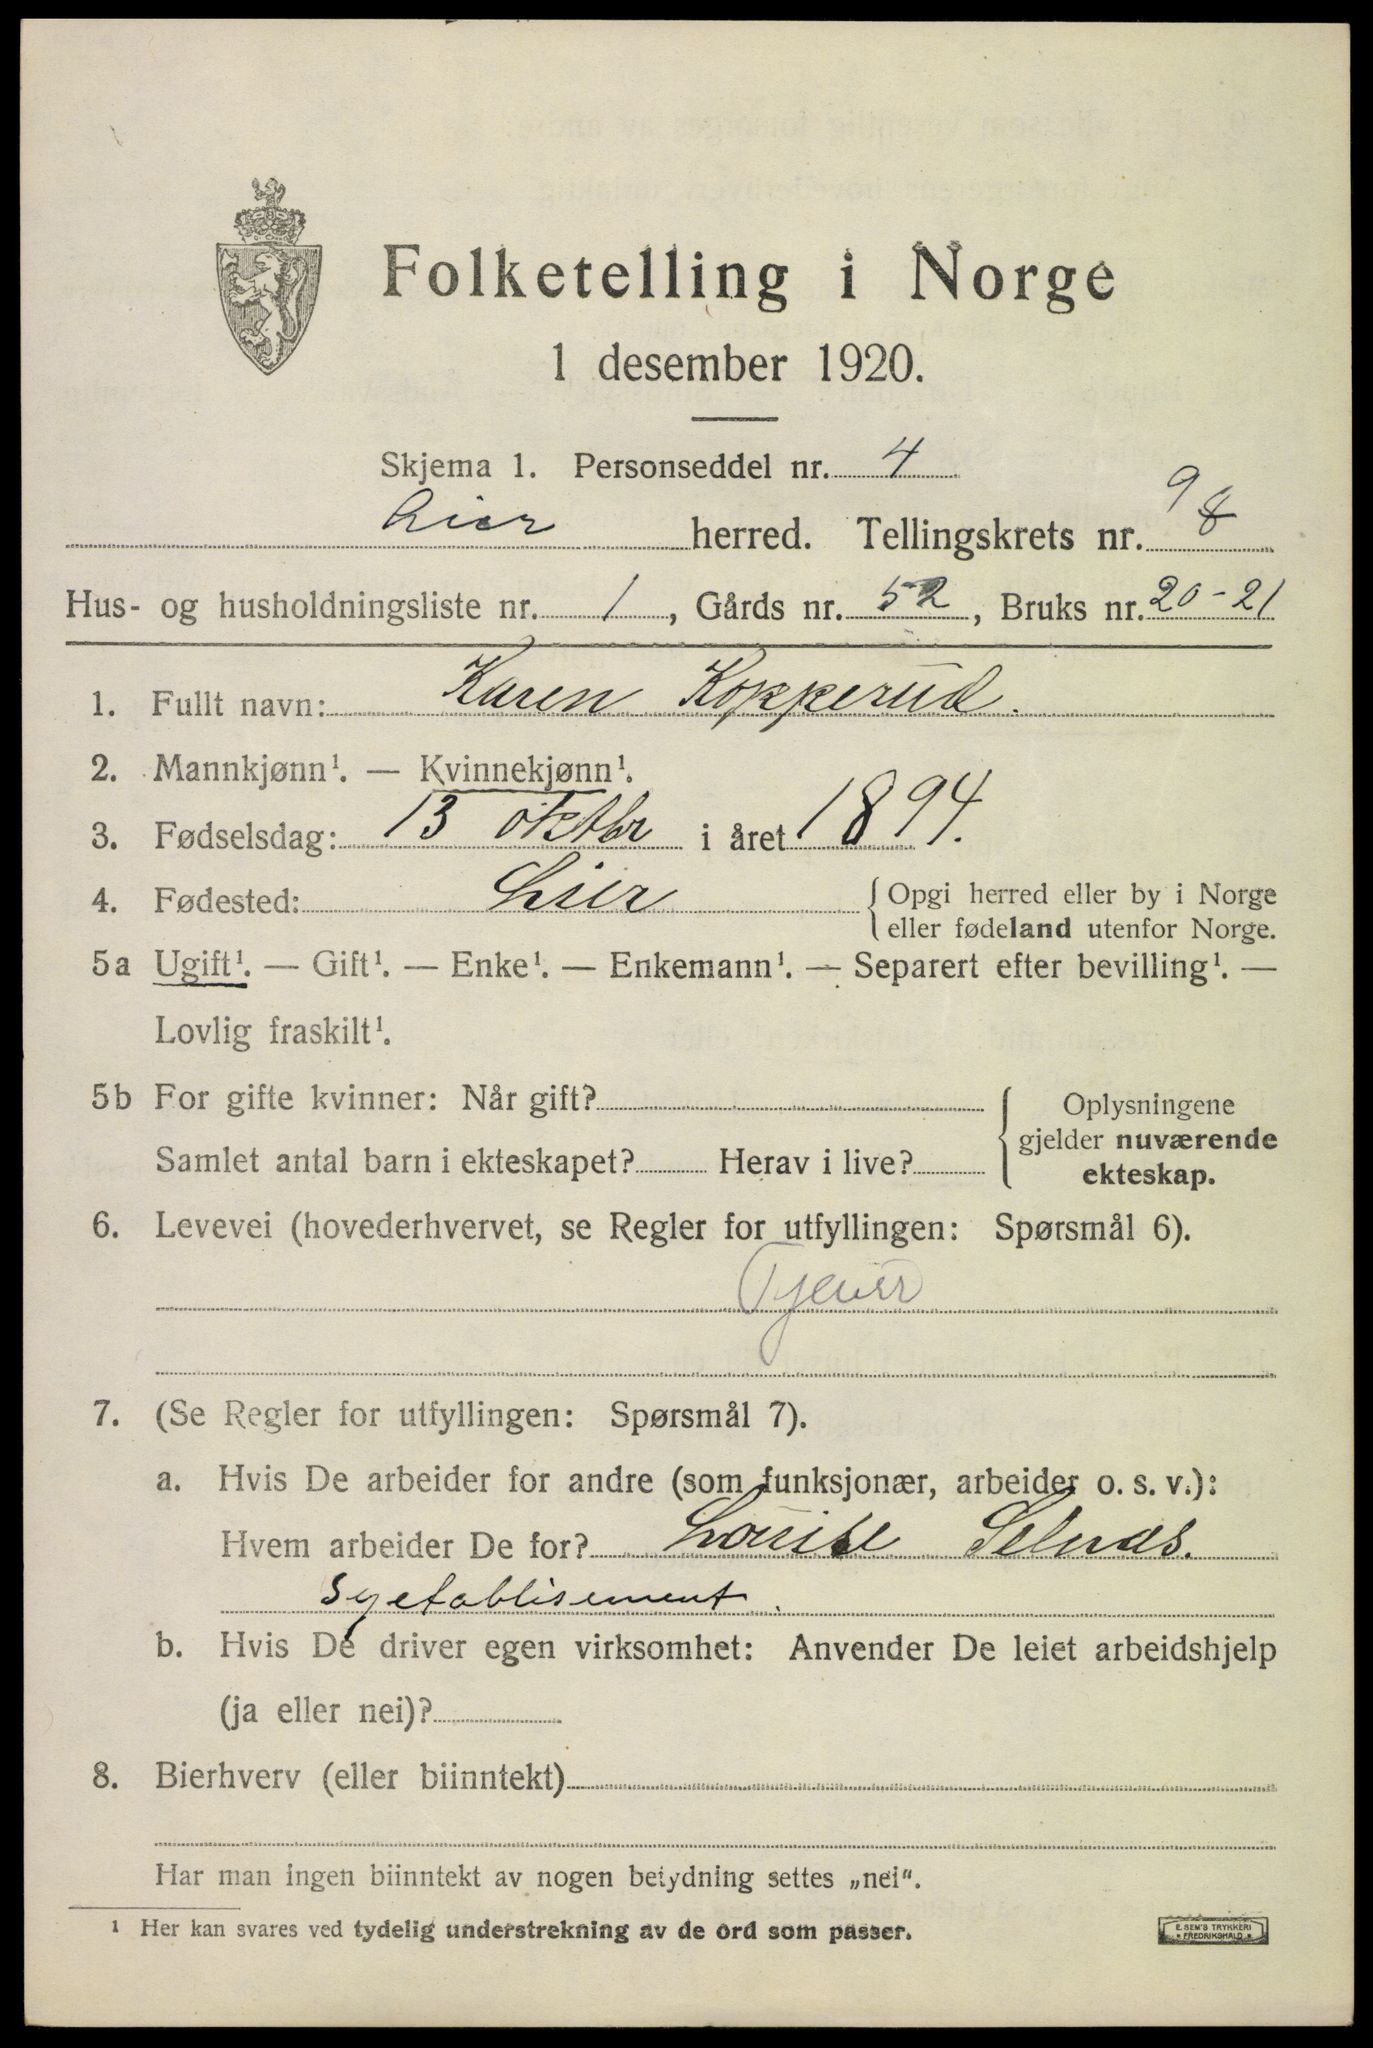 Folketelling i Norge
1 desember 1920.
Skjema 1. Personseddel nr. 4
Lier herred. Tellingskrets nr. 9 8
Hus- og husholdningsliste nr. 1, Gårds nr. 52, Bruks nr. 20-21
1. Fullt navn: Karen Kopperud.
2. Mannkjønn¹. — Kvinnekjønn¹.
3. Fødselsdag: 13 oktbr i året 1894.
4. Fødested: Lier { Opgi herred eller by i Norge
eller fødeland utenfor Norge.
5a Ugift¹. — Gift¹. — Enke¹. — Enkemann¹. — Separert efter bevilling¹. —
Lovlig fraskilt¹.
5b For gifte kvinner: Når gift? { Oplysningene
gjelder nuværende
Samlet antal barn i ekteskapet? Herav i live?
ekteskap.
6. Levevei (hovederhvervet, se Regler for utfyllingen: Spørsmål 6).
7. (Se Regler for utfyllingen: Spørsmål 7).
a. Hvis De arbeider for andre (som funksjonær, arbeider o. s. v.):
Hvem arbeider De for? Louise Selnes.
Syetablisement.
b. Hvis De driver egen virksomhet: Anvender De leiet arbeidshjelp
(ja eller nei)?
8. Bierhverv (eller biinntekt)
Har man ingen biinntekt av nogen betydning settes „nei".
¹ Her kan svares ved tydelig understrekning av de ord som passer.
E. SEM'S TRYKKERI
* FREDRIKSHALD *